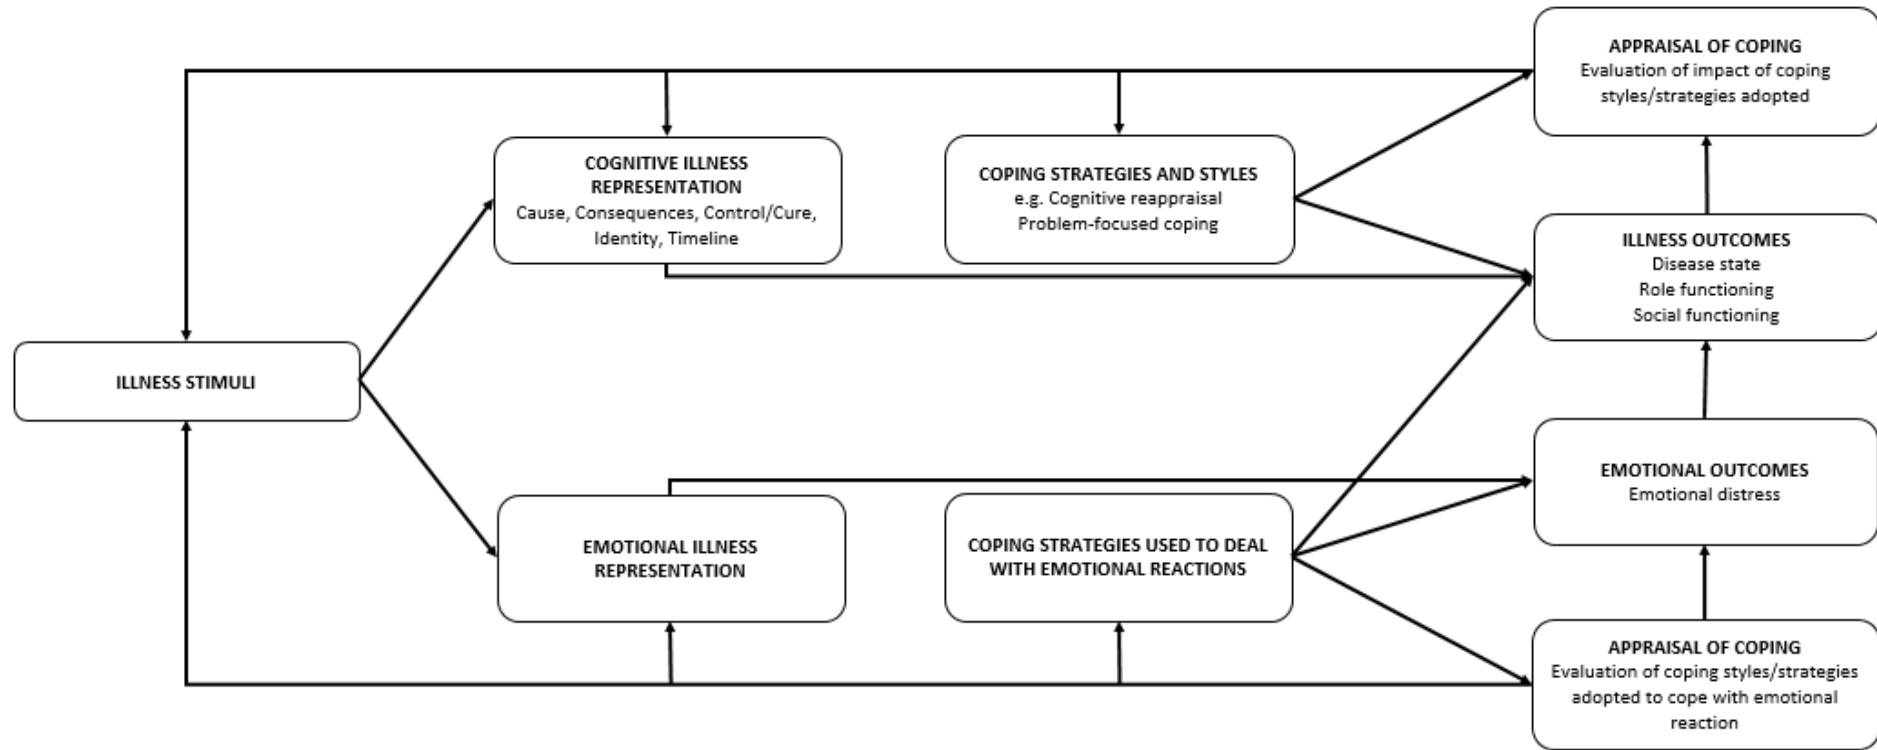 APPRAISAL OF COPING
Evaluation of impact of coping
styles/strategies adopted
COGNITIVE ILLNESS
REPRESENTATION
Cause, Consequences, Control/Cure,
Identity, Timeline
COPING STRATEGIES AND STYLES
e.g. Cognitive reappraisal
Problem-focused coping
ILLNESS OUTCOMES
Disease state
Role functioning
Social functioning
ILLNESS STIMULI
EMOTIONAL OUTCOMES
Emotional distress
EMOTIONAL ILLNESS
REPRESENTATION
COPING STRATEGIES USED TO DEAL
WITH EMOTIONAL REACTIONS
APPRAISAL OF COPING
Evaluation of coping styles/strategies
adopted to cope with emotional
reaction